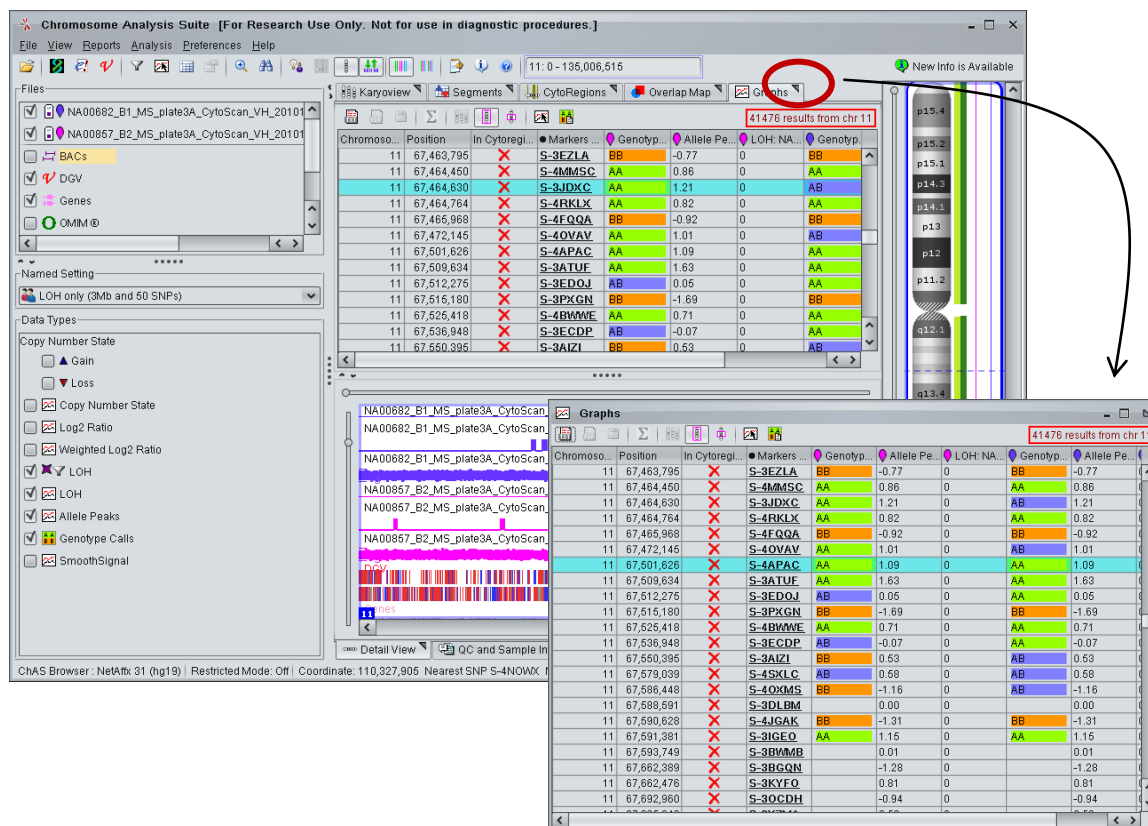 Chromosome Analysis Suite [For Research Use Only. Not for use in diagnostic procedures.]
File View Reports Analysis Preferences Help
11: 0 - 135,006,515
New Info is Available
Files
NA00682_B1_MS_plate3A_CytoScan_VH_20101
NA00857_B2_MS_plate3A_CytoScan_VH_20101
BACs
DGV
Genes
OMIM ®
Named Setting
LOH only (3Mb and 50 SNPs)
Data Types
Copy Number State
Gain
Loss
Copy Number State
Log2 Ratio
Weighted Log2 Ratio
LOH
LOH
Allele Peaks
Genotype Calls
SmoothSignal
Karyoview Segments CytoRegions Overlap Map Graphs
41476 results from chr 11
Chromoso... Position In Cytoregi... Markers ... Genotyp... Allele Pe... LOH: NA... Genotyp.
11 67,463,795 S-3EZLA BB -0.77 0 BB
11 67,464,450 S-4MMSC AA 0.86 0 AA
11 67,464,630 S-3JDXC AA 1.21 0 AB
11 67,464,764 S-4RKLX AA 0.82 0 AA
11 67,465,968 S-4FQQA BB -0.92 0 BB
11 67,472,145 S-4OVAV AA 1.01 0 AB
11 67,501,626 S-4APAC AA 1.09 0 AA
11 67,509,634 S-3ATUF AA 1.63 0 AA
11 67,512,275 S-3EDOJ AB 0.05 0 AA
11 67,515,180 S-3PXGN BB -1.69 0 BB
11 67,525,418 S-4BWWE AA 0.71 0 AA
11 67,536,948 S-3ECDP AB -0.07 0 AA
11 67,550,395 S-3AIZI BB 0.53 0 AB
p15.4
p15.2
p15.1
p14.3
p14.1
p13
p12
p11.2
q12.1
q13.4
NA00682_B1_MS_plate3A_CytoScan_
NA00682_B1_MS_plate3A_CytoScan_
NA00682_B1_MS_plate3A_CytoScan_
NA00857_B2_MS_plate3A_CytoScan_
NA00857_B2_MS_plate3A_CytoScan_
NA00857_B2_MS_plate3A_CytoScan_
DGV
Genes
11
Detail View QC and Sample In
ChAS Browser : NetAffx 31 (hg19) Restricted Mode: Off Coordinate: 110,327,905 Nearest SNP S-4NOWX
Graphs
41476 results from chr 11
Chromoso... Position In Cytoregi... Markers ... Genotyp... Allele Pe... LOH: NA... Genotyp... Allele Pe...
11 67,463,795 S-3EZLA BB -0.77 0 BB -0.77
11 67,464,450 S-4MMSC AA 0.86 0 AA 0.86
11 67,464,630 S-3JDXC AA 1.21 0 AB 1.21
11 67,464,764 S-4RKLX AA 0.82 0 AA 0.82
11 67,465,968 S-4FQQA BB -0.92 0 BB -0.92
11 67,472,145 S-4OVAV AA 1.01 0 AB 1.01
11 67,501,626 S-4APAC AA 1.09 0 AA 1.09
11 67,509,634 S-3ATUF AA 1.63 0 AA 1.63
11 67,512,275 S-3EDOJ AB 0.05 0 AA 0.05
11 67,515,180 S-3PXGN BB -1.69 0 BB -1.69
11 67,525,418 S-4BWWE AA 0.71 0 AA 0.71
11 67,536,948 S-3ECDP AB -0.07 0 AA -0.07
11 67,550,395 S-3AIZI BB 0.53 0 AB 0.53
11 67,579,039 S-4SXLC AB 0.58 0 AB 0.58
11 67,586,448 S-4OXMS BB -1.16 0 AB -1.16
11 67,588,591 S-3DLBM 0.00 0 0.00
11 67,590,628 S-4JGAK BB -1.31 0 BB -1.31
11 67,591,381 S-3IGEO AA 1.15 0 AA 1.15
11 67,593,749 S-3BWMB 0.01 0 0.01
11 67,662,389 S-3BGQN -1.28 0 -1.28
11 67,662,476 S-3KYFO 0.81 0 0.81
11 67,692,960 S-3OCDH -0.94 0 -0.94